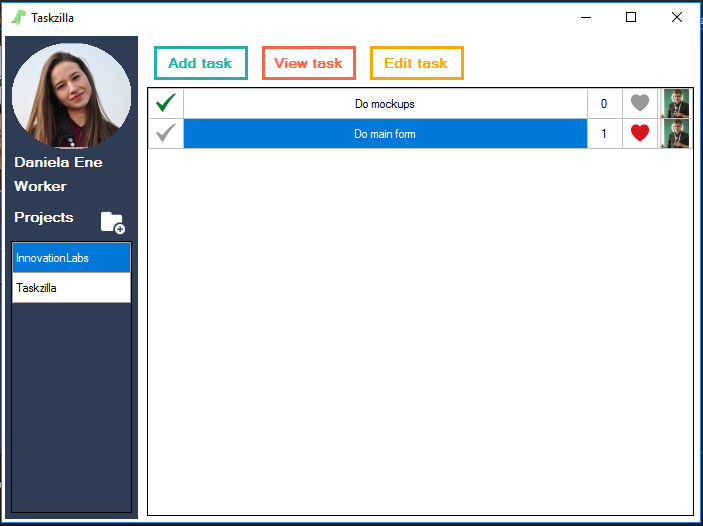 Taskzilla
Add task
View task
Edit task
Daniela Ene
Worker
Projects
InnovationLabs
Taskzilla
Do mockups 0
Do main form 1